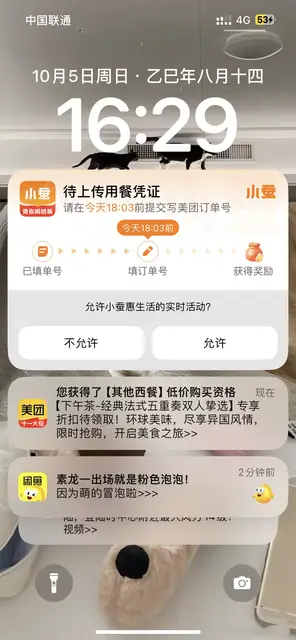 中国联通
4G
53
10月5日周日·乙巳年八月十四
16:29
小蚕
请你喝奶茶
待上传用餐凭证
小蚕
请在今天18:03前提交写美团订单号
今天18:03前
已填单号
填订单号
获得奖励
允许小蚕惠生活的实时活动?
不允许
允许
美团
十一大促
您获得了【其他西餐】低价购买资格
现在
【下午茶-经典法式五重奏双人挚选】专享折扣待领取!环球美味,尽享异国风情,限时抢购,开启美食之旅>>
闲鱼
素龙一出场就是粉色泡泡!
2分钟前
因为萌的冒泡啦>>>
视频>>